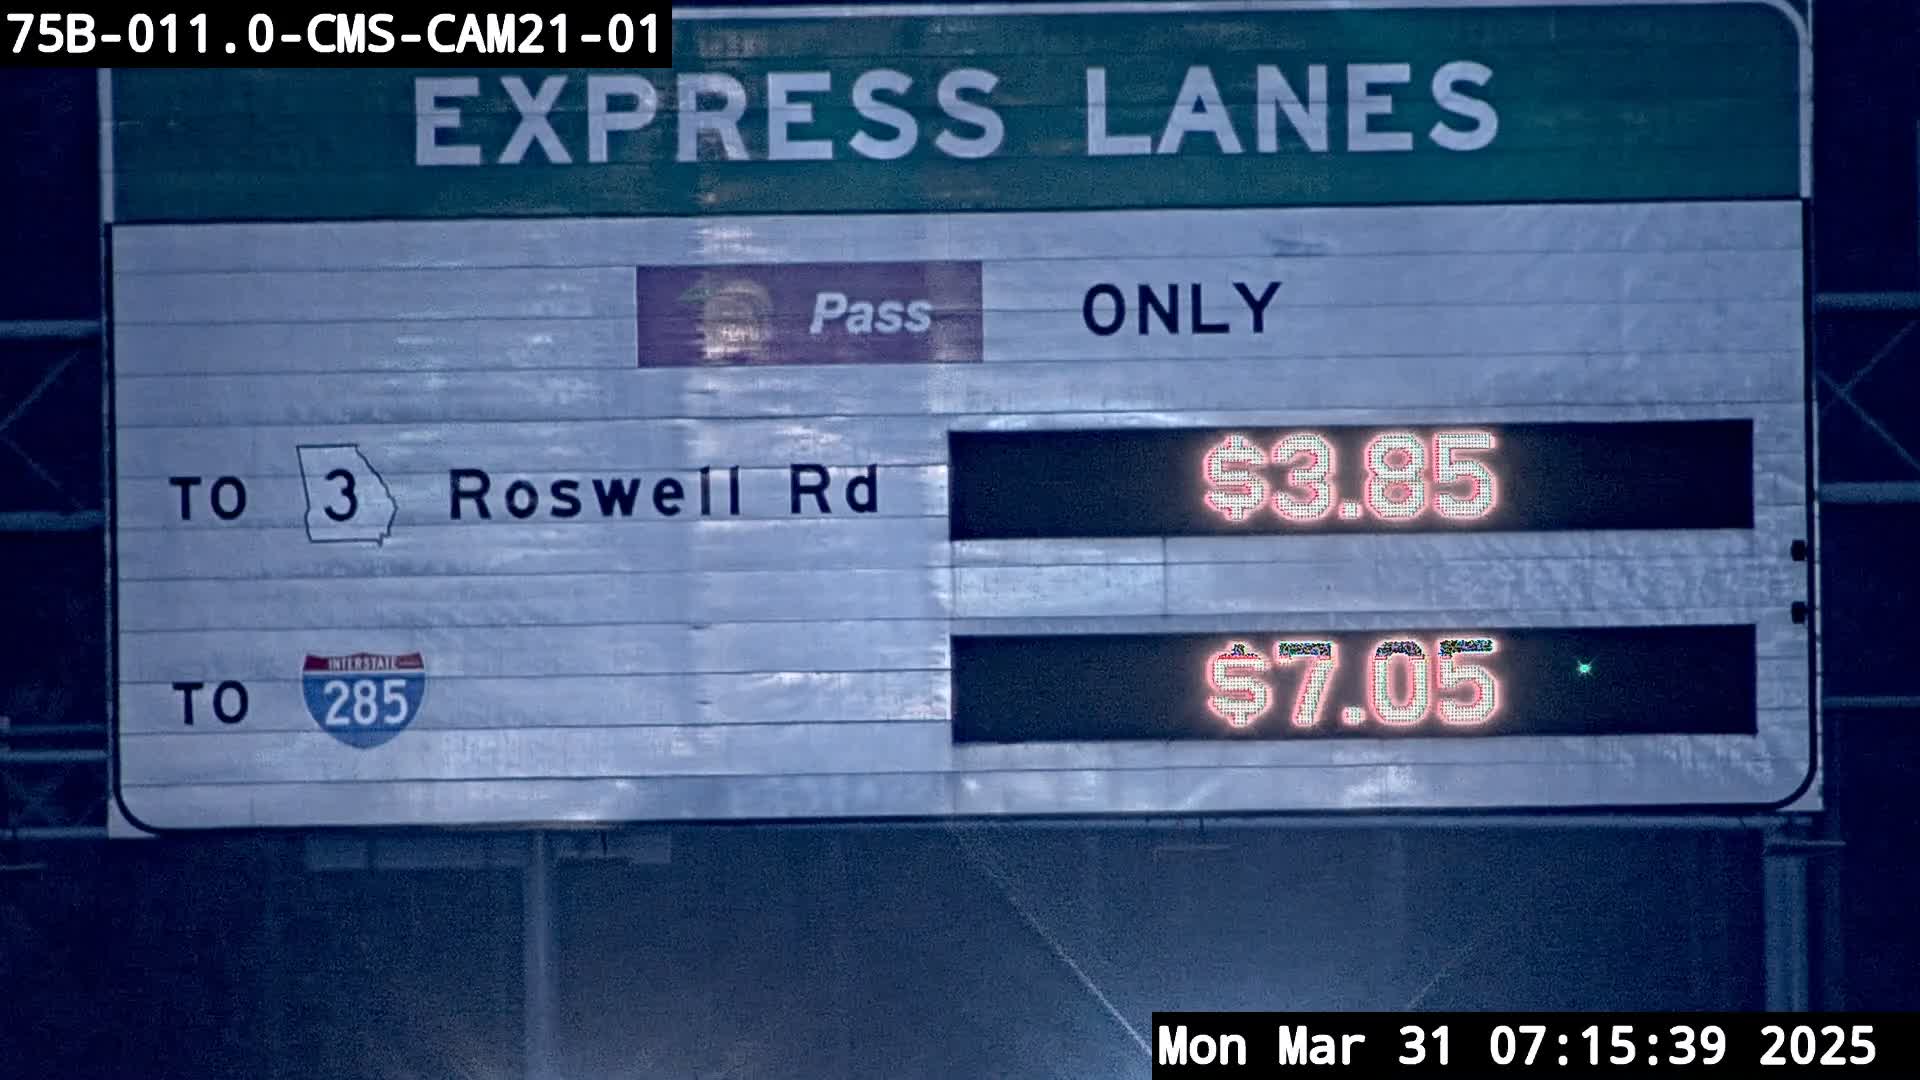 75B-011.0-CMS-CAM21-01
EXPRESS LANES
Pass ONLY
TO 3 Roswell Rd $3.85
INTERSTATE
TO 285 $7.05
Mon Mar 31 07:15:39 2025